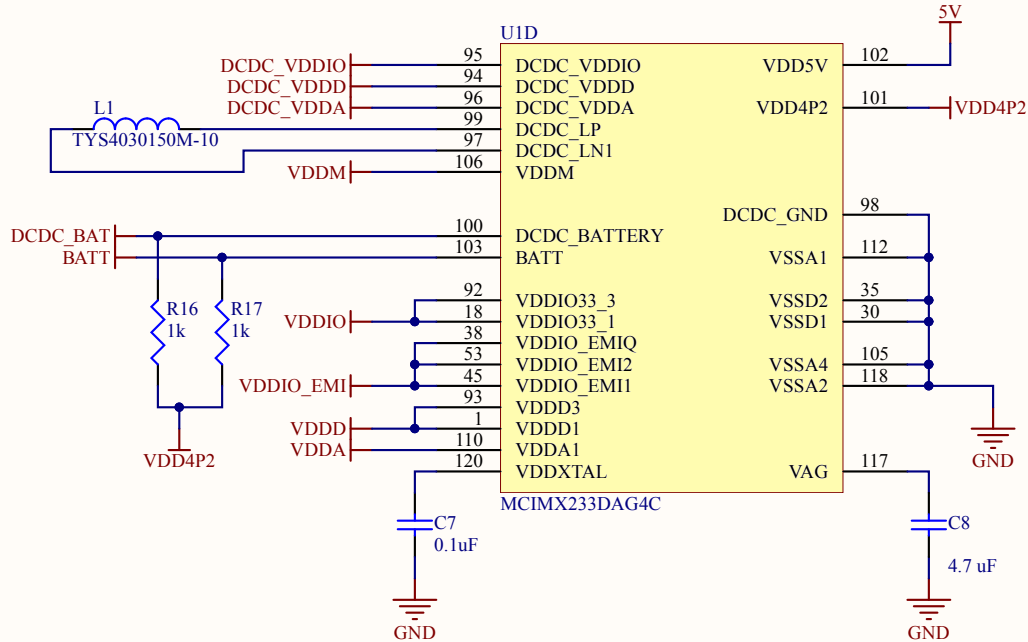 5V
U1D
DCDC_VDDIO 95 DCDC_VDDIO VDD5V 102
DCDC_VDDD 94 DCDC_VDDD
DCDC_VDDA 96 DCDC_VDDA VDD4P2 101 VDD4P2
L1 99 DCDC_LP
TYS4030150M-10 97 DCDC_LN1
VDDM 106 VDDM
DCDC_GND 98
DCDC_BAT 100 DCDC_BATTERY
BATT 103 BATT VSSA1 112
92 VDDIO33_3 VSSD2 35
R16 R17
VDDIO 18 VDDIO33_1 VSSD1 30
1k 1k
38 VDDIO_EMIQ
53 VDDIO_EMI2 VSSA4 105
VDDIO_EMI 45 VDDIO_EMI1 VSSA2 118
93 VDDD3
VDDD 1 VDDD1
VDDA 110 VDDA1
GND
VDD4P2 120 VDDXTAL VAG 117
MCIMX233DAG4C
C7 C8
0.1uF
4.7 uF
GND GND